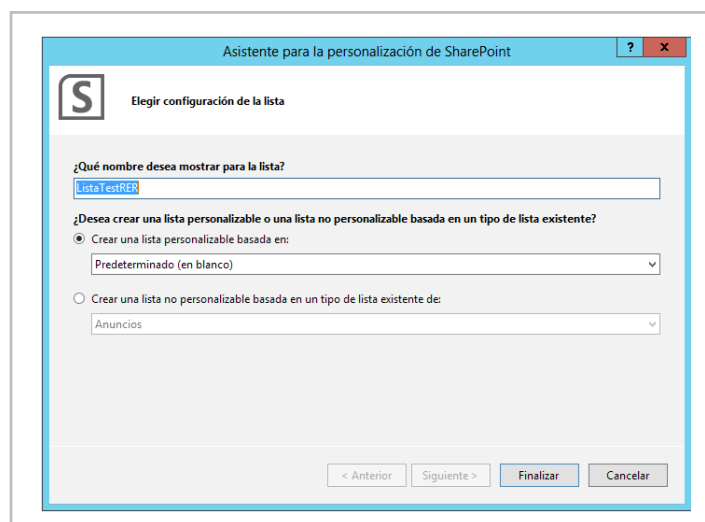 Asistente para la personalización de SharePoint
? x
S
Elegir configuración de la lista
¿Qué nombre desea mostrar para la lista?
ListaTestRER
¿Desea crear una lista personalizable o una lista no personalizable basada en un tipo de lista existente?
Crear una lista personalizable basada en:
Predeterminado (en blanco)
Crear una lista no personalizable basada en un tipo de lista existente de:
Anuncios
< Anterior Siguiente > Finalizar Cancelar